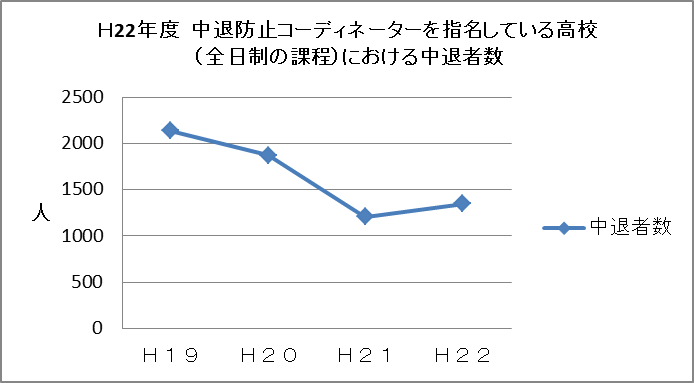 H22年度 中退防止コーディネーターを指名している高校
（全日制の課程）における中退者数
2500
2000
1500
1000
500
0
人
Ｈ１９ Ｈ２０ Ｈ２１ Ｈ２２
中退者数